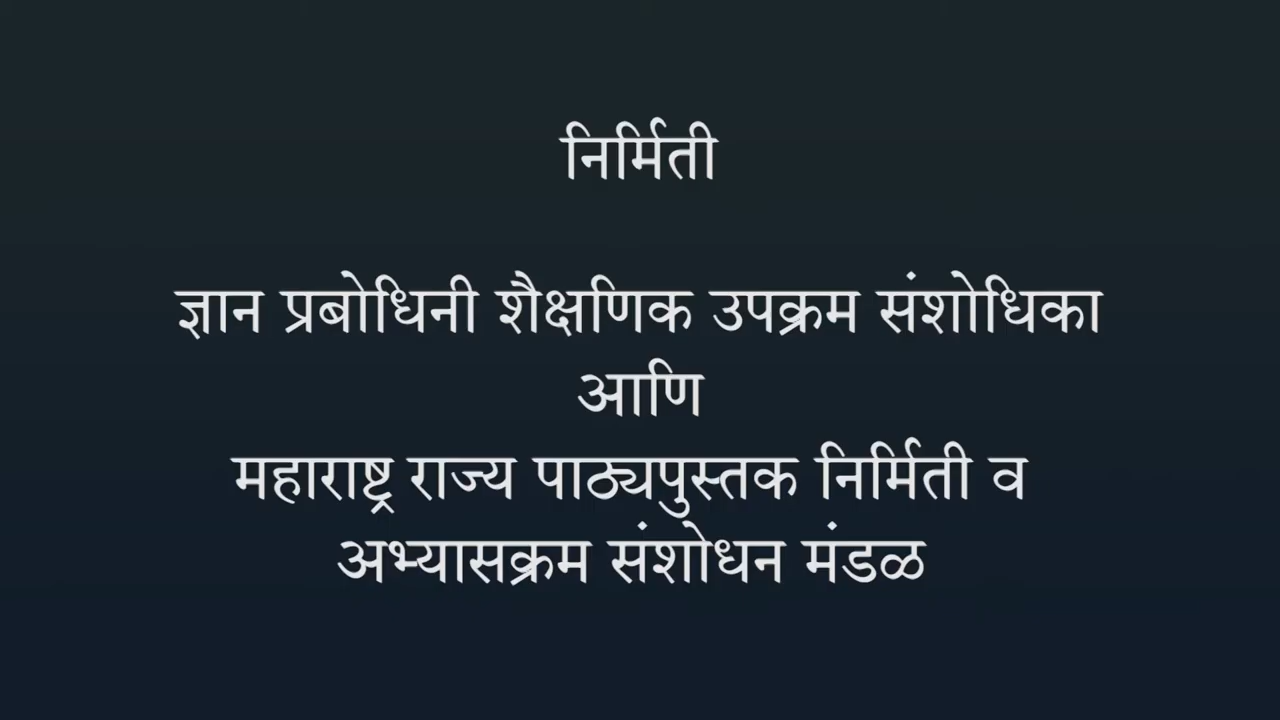 निर्मिती
ज्ञान प्रबोधिनी शैक्षणिक उपक्रम संशोधिका
आणि
महाराष्ट्र राज्य पाठ्यपुस्तक निर्मिती व
अभ्यासक्रम संशोधन मंडळ